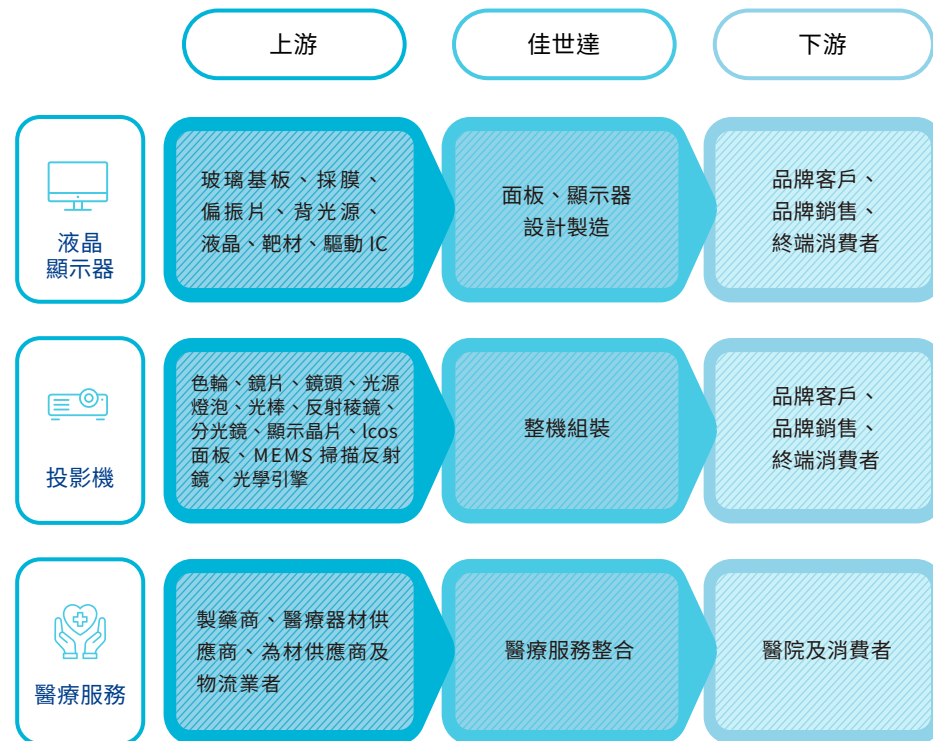 上游
佳世達
下游
液晶
顯示器
玻璃基板、採膜、
偏振片、背光源、
液晶、靶材、驅動 IC
面板、顯示器
設計製造
品牌客戶、
品牌銷售、
終端消費者
投影機
色輪、鏡片、鏡頭、光源
燈泡、光棒、反射稜鏡、
分光鏡、顯示晶片、lcos
面板、MEMS 掃描反射
鏡、光學引擎
整機組裝
品牌客戶、
品牌銷售、
終端消費者
醫療服務
製藥商、醫療器材供
應商、為材供應商及
物流業者
醫療服務整合
醫院及消費者